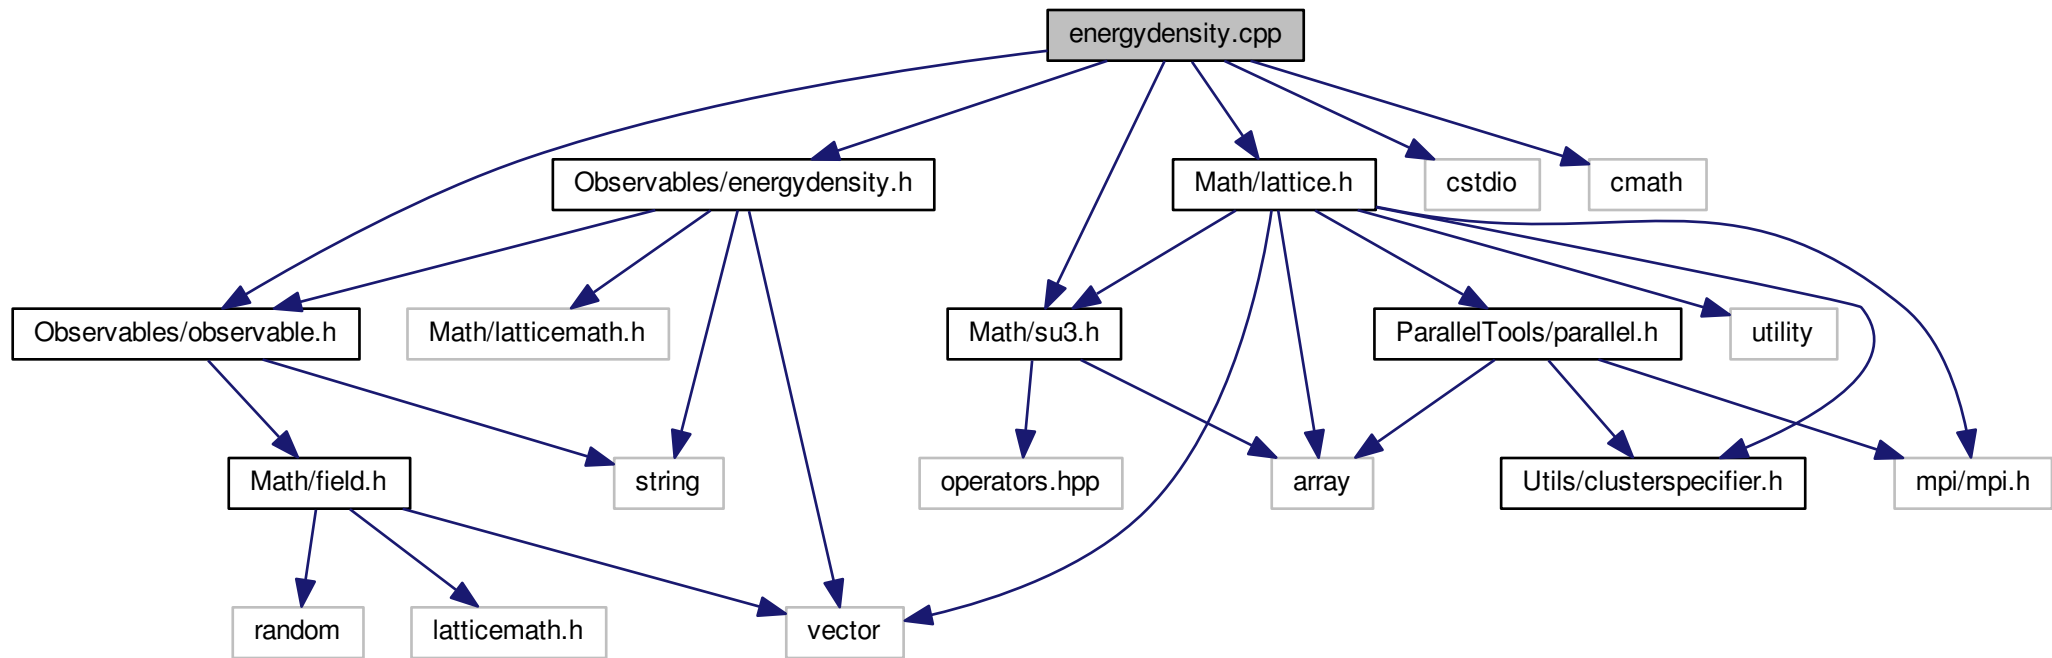 energydensity.cpp
Observables/energydensity.h
Math/lattice.h
cstdio
cmath
Observables/observable.h
Math/latticemath.h
Math/su3.h
ParallelTools/parallel.h
utility
Math/field.h
string
operators.hpp
array
Utils/clusterspecifier.h
mpi/mpi.h
random
latticemath.h
vector